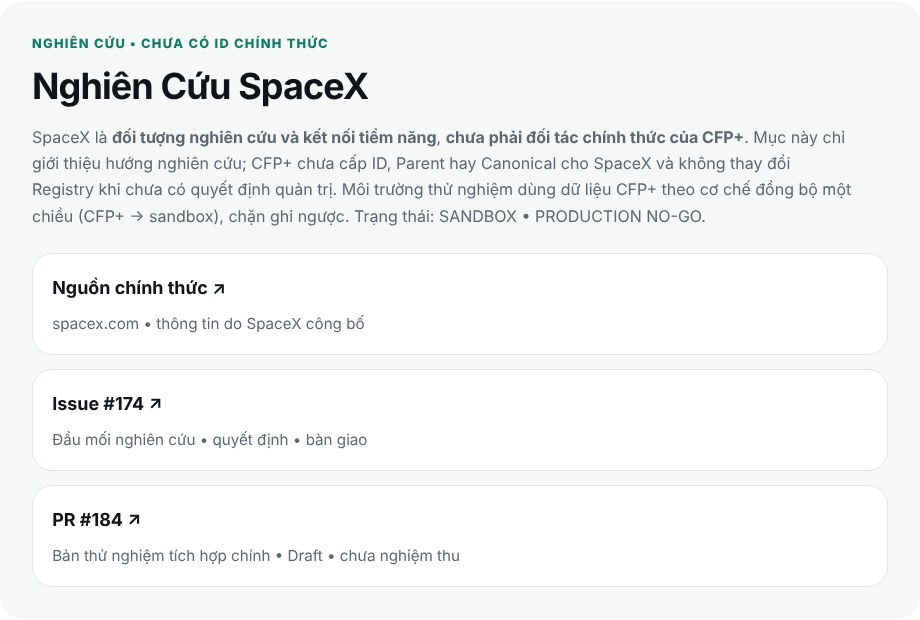 NGHIÊN CỨU • CHƯA CÓ ID CHÍNH THỨC
Nghiên Cứu SpaceX
SpaceX là đối tượng nghiên cứu và kết nối tiềm năng, chưa phải đối tác chính thức của CFP+. Mục này chỉ
giới thiệu hướng nghiên cứu; CFP+ chưa cấp ID, Parent hay Canonical cho SpaceX và không thay đổi
Registry khi chưa có quyết định quản trị. Môi trường thử nghiệm dùng dữ liệu CFP+ theo cơ chế đồng bộ một
chiều (CFP+ → sandbox), chặn ghi ngược. Trạng thái: SANDBOX • PRODUCTION NO-GO.
Nguồn chính thức ↗
spacex.com • thông tin do SpaceX công bố
Issue #174 ↗
Đầu mối nghiên cứu • quyết định • bàn giao
PR #184 ↗
Bản thử nghiệm tích hợp chính • Draft • chưa nghiệm thu